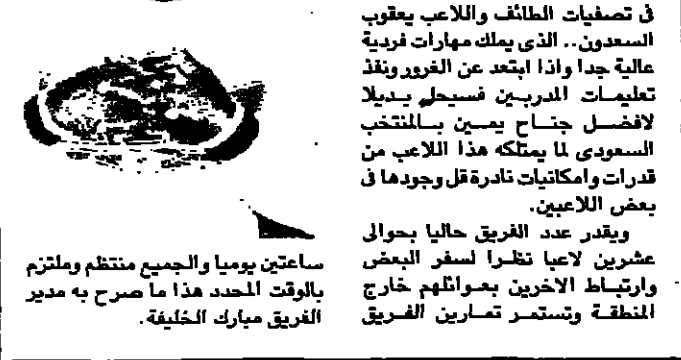 فى تصفيات الطائف واللاعب يعقوب
السعدون.. الذى يملك مهارات فردية
عالية جدا واذا ابتعد عن الغرور ونفذ
تعليمات المدربين فسيحل بديلا
لافضل جناح يمين بالمنتخب
السعودى لما يمتلكه هذا اللاعب من
قدرات وامكانيات نادرة قل وجودها فى
بعض اللاعبين.
ويقدر عدد الفريق حاليا بحوالى
عشرين لاعبا نظرا لسفر البعض
وارتباط الاخرين بعوائلهم خارج
المنطقة وتستمر تمارين الفريق
ساعتين يوميا والجميع منتظم وملتزم
بالوقت المحدد هذا ما صرح به مدير
الفريق مبارك الخليفة.